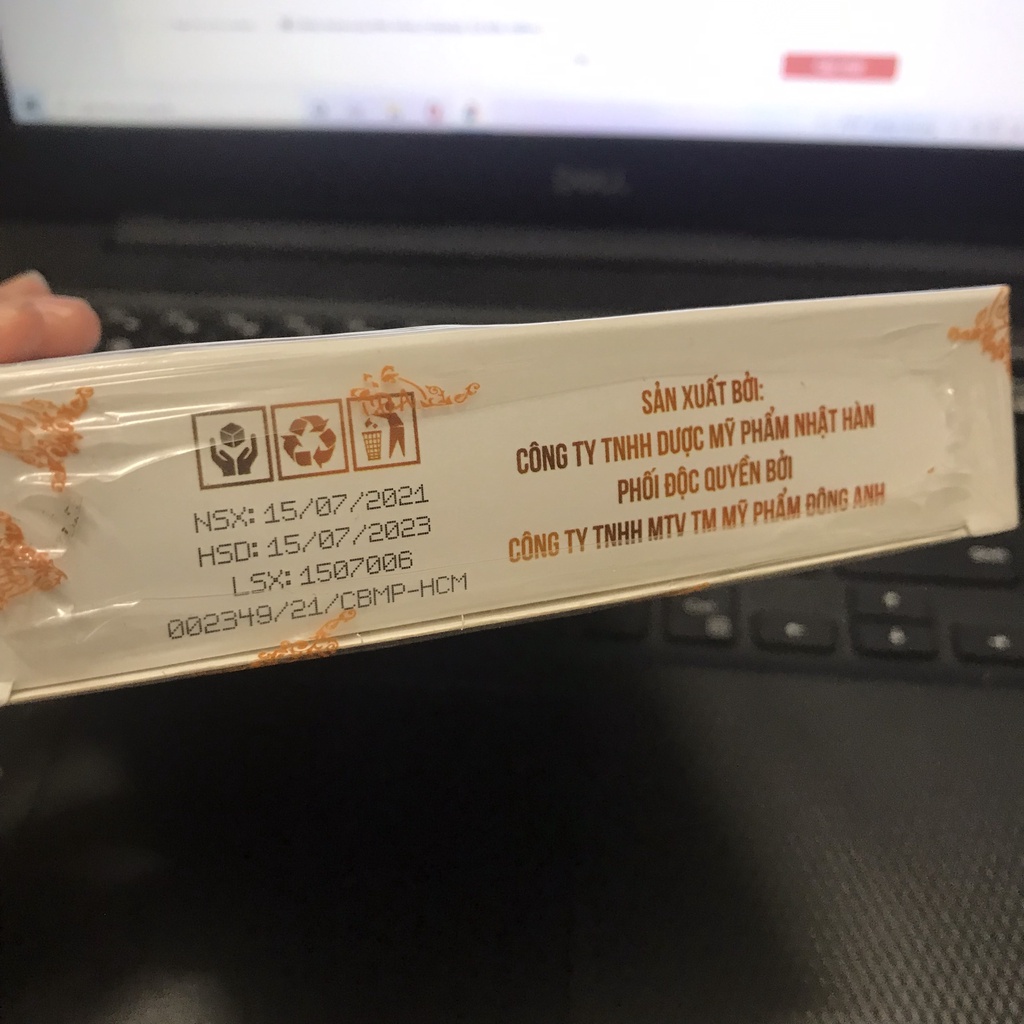 DELL
NSX: 15/07/2021
HSD: 15/07/2023
LSX: 1507006
002349/21/CBMP-HCM
SẢN XUẤT BỞI:
CÔNG TY TNHH DƯỢC MỸ PHẨM NHẬT HÀN
PHỐI ĐỘC QUYỀN BỞI
CÔNG TY TNHH MTV TM MỸ PHẨM ĐÔNG ANH